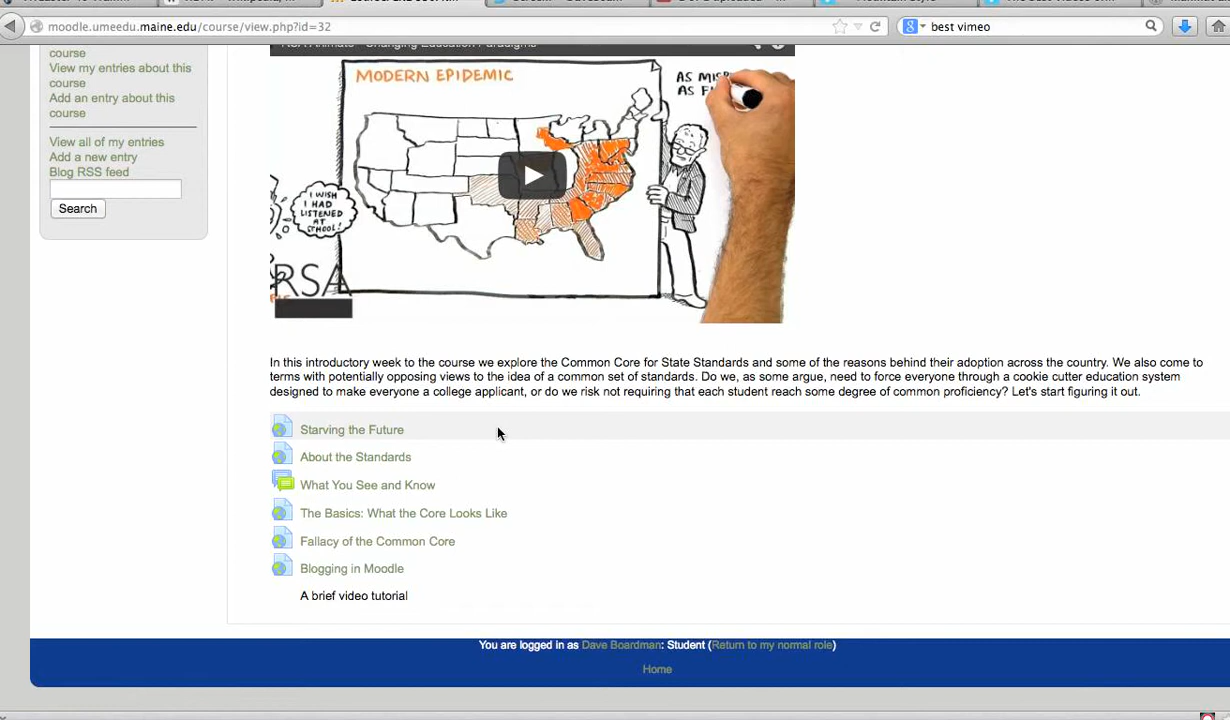 moodle.umeedu.maine.edu/course/view.php?id=32
best vimeo
course
View my entries about this
course
Add an entry about this
course
View all of my entries
Add a new entry
Blog RSS feed
Search
MODERN EPIDEMIC
I WISH
I HAD
LISTENED
AT
SCHOOL!
RSA
In this introductory week to the course we explore the Common Core for State Standards and some of the reasons behind their adoption across the country. We also come to
terms with potentially opposing views to the idea of a common set of standards. Do we, as some argue, need to force everyone through a cookie cutter education system
designed to make everyone a college applicant, or do we risk not requiring that each student reach some degree of common proficiency? Let's start figuring it out.
Starving the Future
About the Standards
What You See and Know
The Basics: What the Core Looks Like
Fallacy of the Common Core
Blogging in Moodle
A brief video tutorial
You are logged in as Dave Boardman: Student (Return to my normal role)
Home